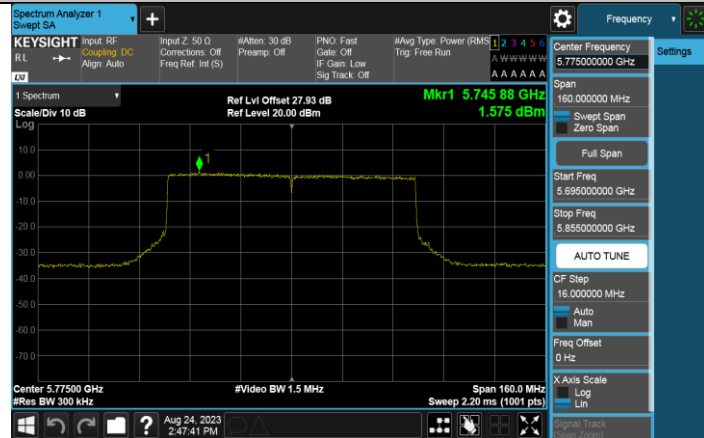 Spectrum Analyzer 1
Swept SA
+
Frequency
KEYSIGHT
RL
LXI
Input: RF
Coupling: DC
Align: Auto
Input Z: 50 Ω
Corrections: Off
Freq Ref: Int (S)
#Atten: 30 dB
Preamp: Off
PNO: Fast
Gate: Off
IF Gain: Low
Sig Track: Off
#Avg Type: Power (RMS
Trig: Free Run
1 2 3 4 5 6
A W W W W W
A A A A A A
Center Frequency
5.775000000 GHz
Settings
Span
160.000000 MHz
Swept Span
Zero Span
Full Span
Start Freq
5.695000000 GHz
Stop Freq
5.855000000 GHz
AUTO TUNE
CF Step
16.000000 MHz
Auto
Man
Freq Offset
0 Hz
X Axis Scale
Log
Lin
Signal Track
(Span Zoom)
1 Spectrum
Scale/Div 10 dB
Ref Lvl Offset 27.93 dB
Ref Level 20.00 dBm
Mkr1 5.745 88 GHz
1.575 dBm
Log
10.0
0.00
-10.0
-20.0
-30.0
-40.0
-50.0
-60.0
-70.0
1
Center 5.77500 GHz
#Res BW 300 kHz
#Video BW 1.5 MHz
Span 160.0 MHz
Sweep 2.20 ms (1001 pts)
?
Aug 24, 2023
2:47:41 PM